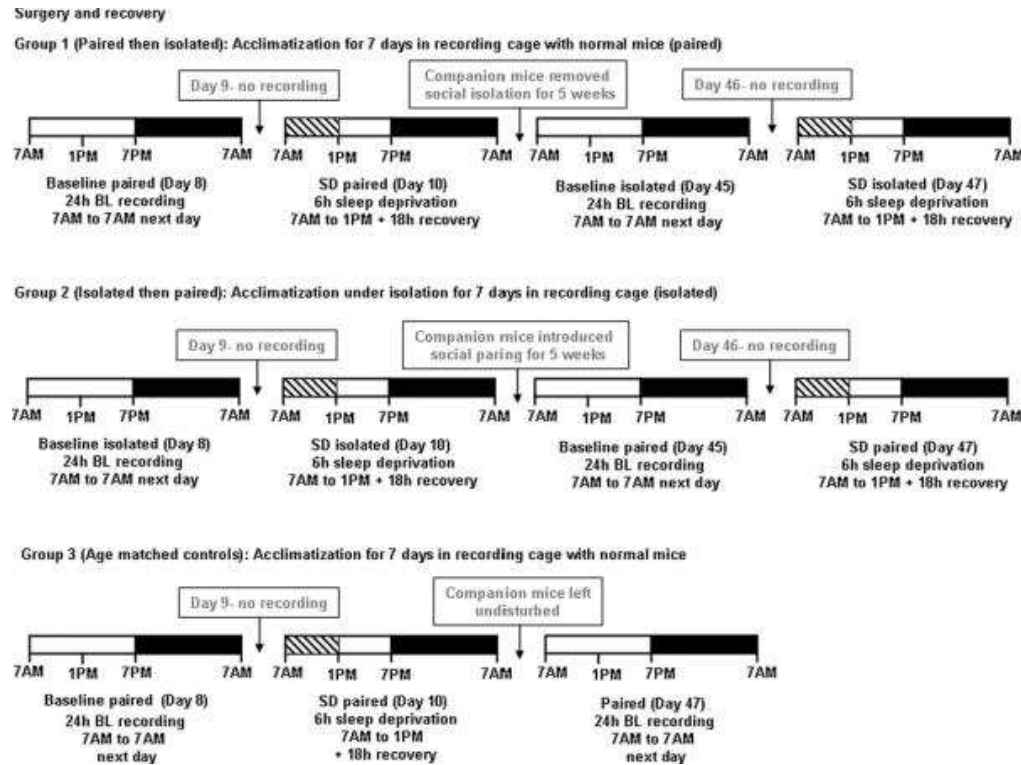 Surgery and recovery
Group 1 (Paired then isolated): Acclimatization for 7 days in recording cage with normal mice (paired)
Day 9- no recording
Companion mice removed
social isolation for 5 weeks
Day 46- no recording
7AM 1PM 7PM 7AM 7AM 1PM 7PM 7AM 7AM 1PM 7PM 7AM 7AM 1PM 7PM 7AM
Baseline paired (Day 8)
24h BL recording
7AM to 7AM next day
SD paired (Day 10)
6h sleep deprivation
7AM to 1PM + 18h recovery
Baseline isolated (Day 45)
24h BL recording
7AM to 7AM next day
SD isolated (Day 47)
6h sleep deprivation
7AM to 1PM + 18h recovery
Group 2 (Isolated then paired): Acclimatization under isolation for 7 days in recording cage (isolated)
Day 9- no recording
Companion mice introduced
social paring for 5 weeks
Day 46- no recording
7AM 1PM 7PM 7AM 7AM 1PM 7PM 7AM 7AM 1PM 7PM 7AM 7AM 1PM 7PM 7AM
Baseline isolated (Day 8)
24h BL recording
7AM to 7AM next day
SD isolated (Day 10)
6h sleep deprivation
7AM to 1PM + 18h recovery
Baseline paired (Day 45)
24h BL recording
7AM to 7AM next day
SD paired (Day 47)
6h sleep deprivation
7AM to 1PM + 18h recovery
Group 3 (Age matched controls): Acclimatization for 7 days in recording cage with normal mice
Day 9- no recording
Companion mice left
undisturbed
7AM 1PM 7PM 7AM 7AM 1PM 7PM 7AM 7AM 1PM 7PM 7AM
Baseline paired (Day 8)
24h BL recording
7AM to 7AM
next day
SD paired (Day 10)
6h sleep deprivation
7AM to 1PM
+ 18h recovery
Paired (Day 47)
24h BL recording
7AM to 7AM
next day